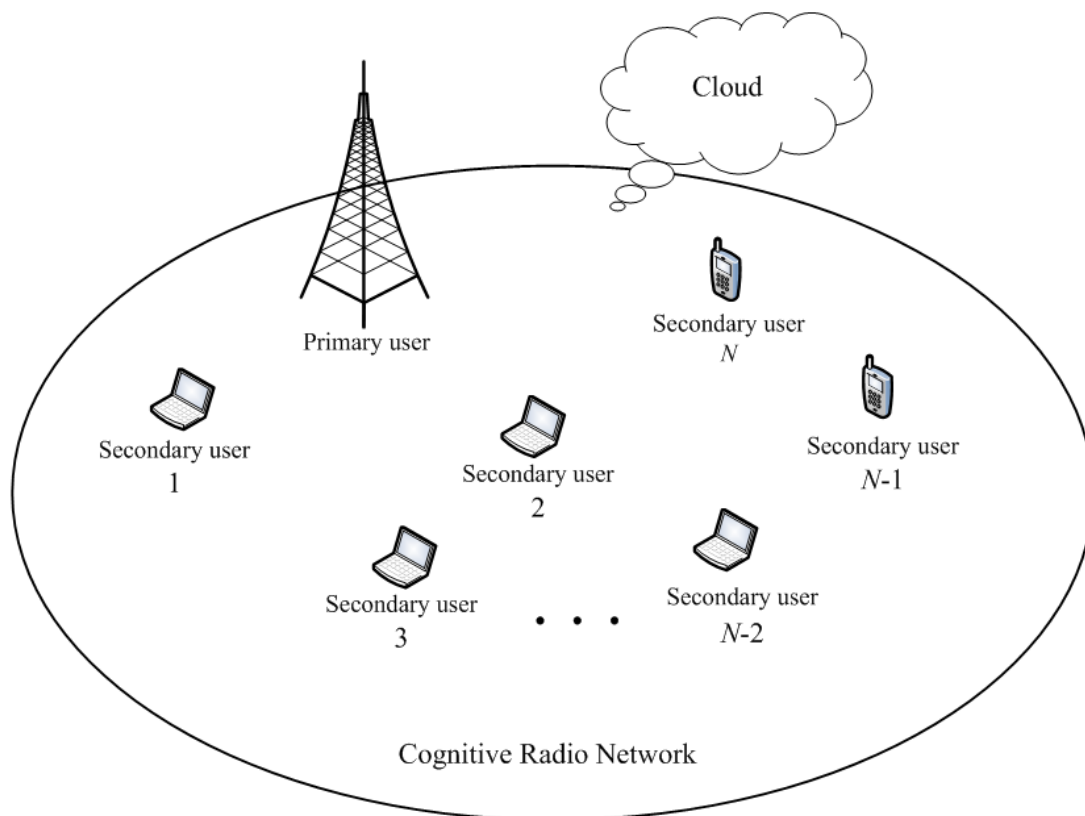 Cloud
Primary user
Secondary user
N
Secondary user
1
Secondary user
2
Secondary user
N-1
Secondary user
3
Secondary user
N-2
Cognitive Radio Network